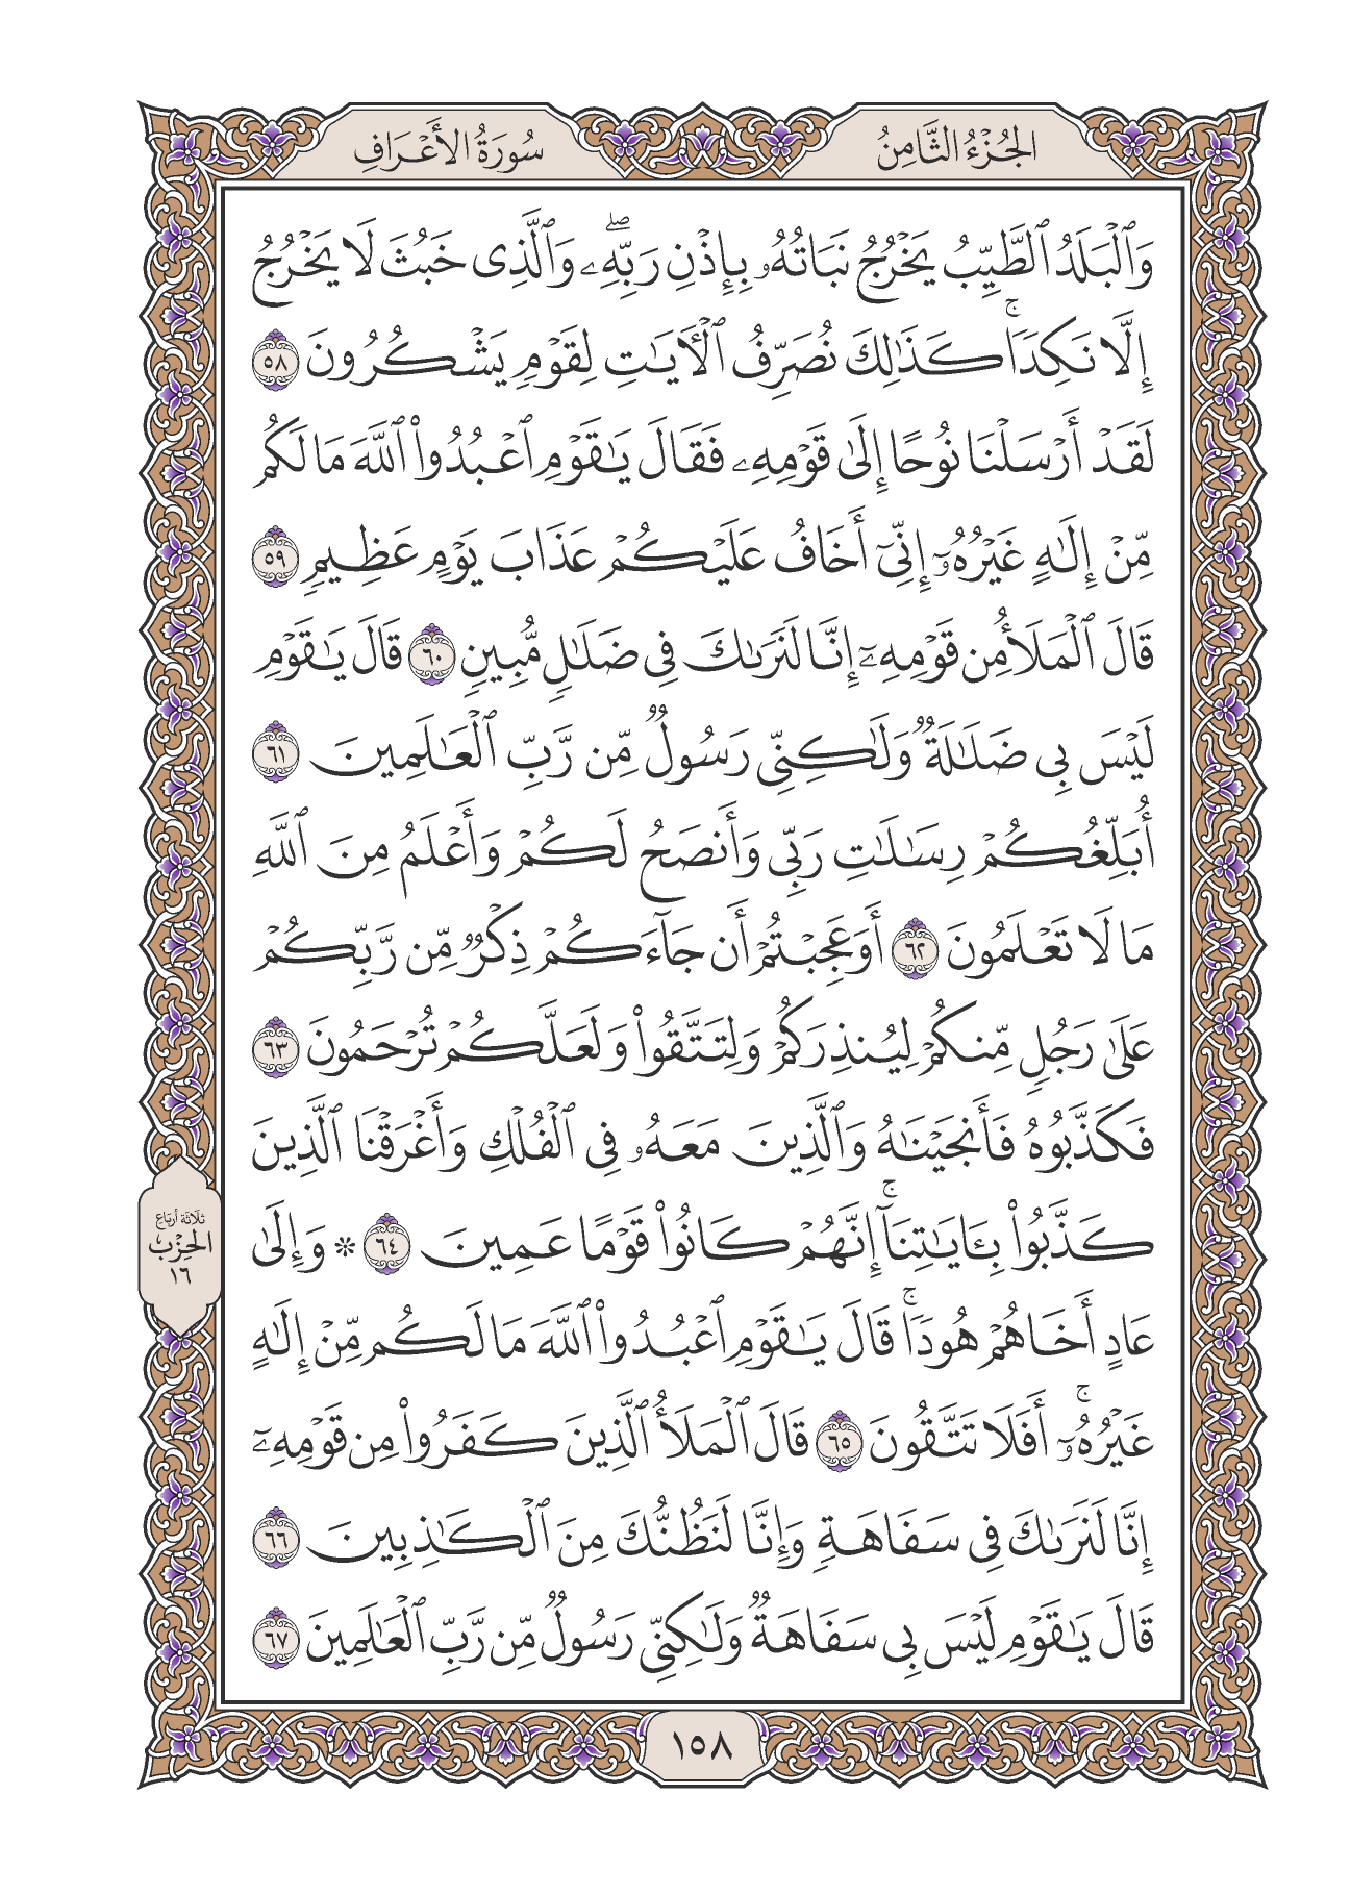 الجُزْءُ الثَّامِنُ
سُورَةُ الأَعْرَافِ
وَٱلْبَلَدُ ٱلطَّيِّبُ يَخْرُجُ نَبَاتُهُۥ بِإِذْنِ رَبِّهِۦۖ وَٱلَّذِى خَبُثَ لَا يَخْرُجُ
إِلَّا نَكِدًاۚ كَذَٰلِكَ نُصَرِّفُ ٱلْأَيَٰتِ لِقَوْمٍ يَشْكُرُونَ ٥٨
لَقَدْ أَرْسَلْنَا نُوحًا إِلَىٰ قَوْمِهِۦ فَقَالَ يَٰقَوْمِ ٱعْبُدُوا۟ ٱللَّهَ مَا لَكُم
مِّنْ إِلَٰهٍ غَيْرُهُۥٓ إِنِّىٓ أَخَافُ عَلَيْكُمْ عَذَابَ يَوْمٍ عَظِيمٍ ٥٩
قَالَ ٱلْمَلَأُ مِن قَوْمِهِۦٓ إِنَّا لَنَرَىٰكَ فِى ضَلَٰلٍ مُّبِينٍ ٦٠ قَالَ يَٰقَوْمِ
لَيْسَ بِى ضَلَٰلَةٌ وَلَٰكِنِّى رَسُولٌ مِّن رَّبِّ ٱلْعَٰلَمِينَ ٦١
أُبَلِّغُكُمْ رِسَٰلَٰتِ رَبِّى وَأَنصَحُ لَكُمْ وَأَعْلَمُ مِنَ ٱللَّهِ
مَا لَا تَعْلَمُونَ ٦٢ أَوَعَجِبْتُمْ أَن جَآءَكُمْ ذِكْرٌ مِّن رَّبِّكُمْ
عَلَىٰ رَجُلٍ مِّنكُمْ لِيُنذِرَكُمْ وَلِتَتَّقُوا۟ وَلَعَلَّكُمْ تُرْحَمُونَ ٦٣
فَكَذَّبُوهُ فَأَنجَيْنَٰهُ وَٱلَّذِينَ مَعَهُۥ فِى ٱلْفُلْكِ وَأَغْرَقْنَا ٱلَّذِينَ
كَذَّبُوا۟ بِـَٔايَٰتِنَآۚ إِنَّهُمْ كَانُوا۟ قَوْمًا عَمِينَ ٦٤ * وَإِلَىٰ
عَادٍ أَخَاهُمْ هُودًاۚ قَالَ يَٰقَوْمِ ٱعْبُدُوا۟ ٱللَّهَ مَا لَكُم مِّنْ إِلَٰهٍ
غَيْرُهُۥٓۚ أَفَلَا تَتَّقُونَ ٦٥ قَالَ ٱلْمَلَأُ ٱلَّذِينَ كَفَرُوا۟ مِن قَوْمِهِۦٓ
إِنَّا لَنَرَىٰكَ فِى سَفَاهَةٍ وَإِنَّا لَنَظُنُّكَ مِنَ ٱلْكَٰذِبِينَ ٦٦
قَالَ يَٰقَوْمِ لَيْسَ بِى سَفَاهَةٌ وَلَٰكِنِّى رَسُولٌ مِّن رَّبِّ ٱلْعَٰلَمِينَ ٦٧
ثلاثة أرباع
الحِزْب
١٦
١٥٨